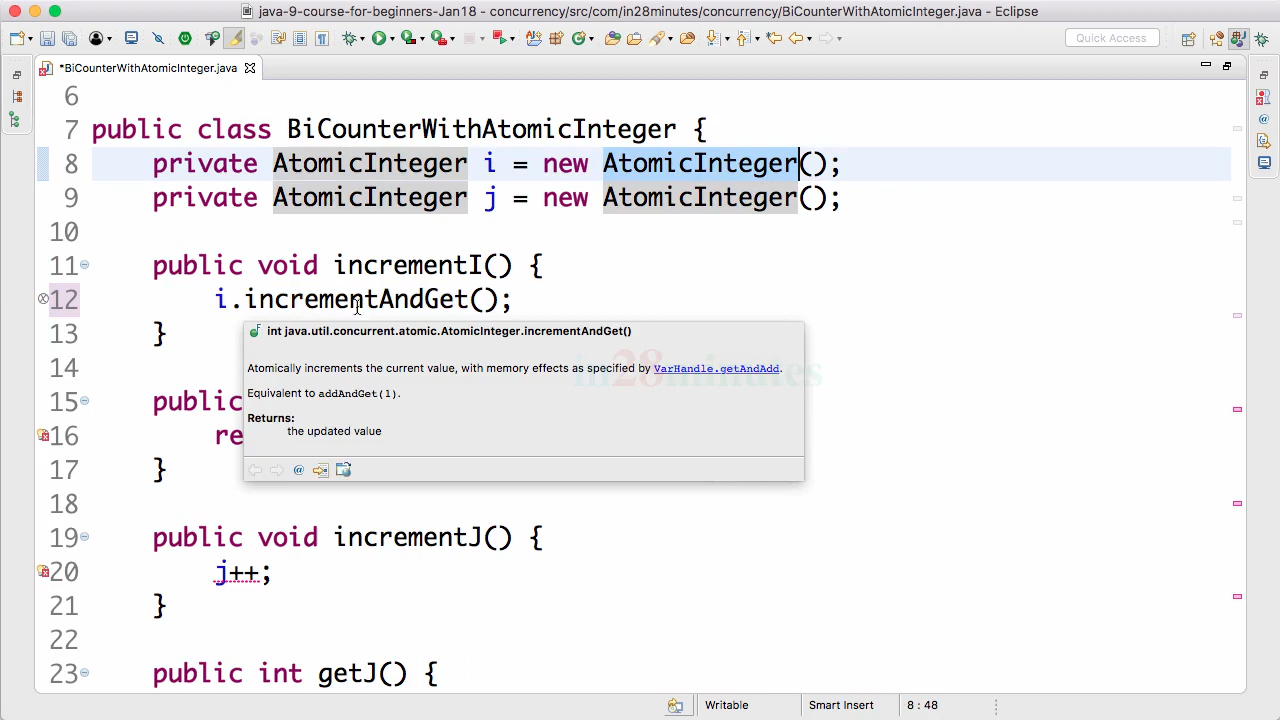 java-9-course-for-beginners-Jan18 - concurrency/src/com/in28minutes/concurrency/BiCounterWithAtomicInteger.java - Eclipse
Quick Access
*BiCounterWithAtomicInteger.java
6
7 public class BiCounterWithAtomicInteger {
8 private AtomicInteger i = new AtomicInteger();
9 private AtomicInteger j = new AtomicInteger();
10
11 public void incrementI() {
12 i.incrementAndGet();
13 }
int java.util.concurrent.atomic.AtomicInteger.incrementAndGet()
14
Atomically increments the current value, with memory effects as specified by VarHandle.getAndAdd.
in28minutes
Equivalent to addAndGet(1).
15 public
Returns:
the updated value
16 re
17 }
18
19 public void incrementJ() {
20 j++;
21 }
22
23 public int getJ() {
Writable
Smart Insert
8 : 48